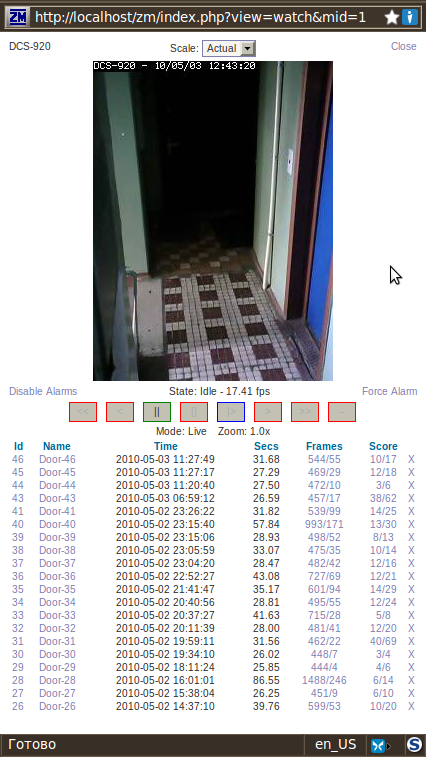 ZM http://localhost/zm/index.php?view=watch&mid=1
DCS-920 Scale: Actual Close
DCS-920 - 10/05/03 12:43:20
Disable Alarms State: Idle - 17.41 fps Force Alarm
<< < || [] |> > >> –
Mode: Live Zoom: 1.0x
Id Name Time Secs Frames Score
46 Door-46 2010-05-03 11:27:49 31.68 544/55 10/17 X
45 Door-45 2010-05-03 11:27:17 27.29 469/29 12/18 X
44 Door-44 2010-05-03 11:20:40 27.50 472/10 3/6 X
43 Door-43 2010-05-03 06:59:12 26.59 457/17 38/62 X
41 Door-41 2010-05-02 23:26:22 31.82 539/99 14/25 X
40 Door-40 2010-05-02 23:15:40 57.84 993/171 13/30 X
39 Door-39 2010-05-02 23:15:06 28.93 498/52 8/13 X
38 Door-38 2010-05-02 23:05:59 33.07 475/35 10/14 X
37 Door-37 2010-05-02 23:04:20 28.47 482/42 12/16 X
36 Door-36 2010-05-02 22:52:27 43.08 727/69 12/21 X
35 Door-35 2010-05-02 21:41:47 35.17 601/94 14/29 X
34 Door-34 2010-05-02 20:40:56 28.81 495/55 12/24 X
33 Door-33 2010-05-02 20:37:27 41.63 715/28 5/8 X
32 Door-32 2010-05-02 20:11:39 28.00 481/41 12/20 X
31 Door-31 2010-05-02 19:59:11 31.56 462/22 40/69 X
30 Door-30 2010-05-02 19:34:10 26.02 448/7 3/4 X
29 Door-29 2010-05-02 18:11:24 25.85 444/4 4/6 X
28 Door-28 2010-05-02 16:01:01 86.55 1488/246 6/14 X
27 Door-27 2010-05-02 15:38:04 26.25 451/9 6/10 X
26 Door-26 2010-05-02 14:37:10 39.76 599/53 10/20 X
Готово en_US S